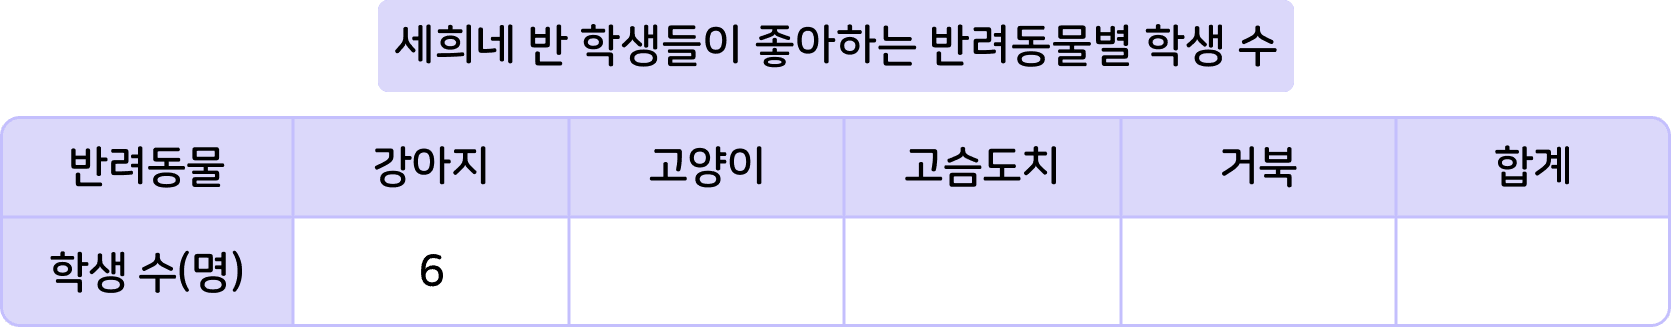 세희네 반 학생들이 좋아하는 반려동물별 학생 수
반려동물 강아지 고양이 고슴도치 거북 합계
학생 수(명) 6